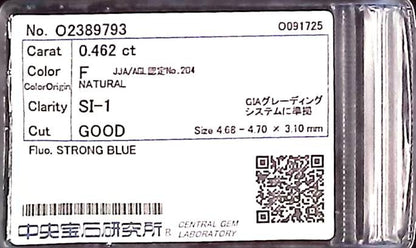 No. O2389793 O091725
Carat 0.462 ct
Color F JJA/AGL認定No.204
ColorOrigin NATURAL
Clarity SI-1 GIAグレーディング
システムに準拠
Cut GOOD Size 4.68 - 4.70 × 3.10 mm
Fluo. STRONG BLUE
中央宝石研究所® CENTRAL GEM
LABORATORY